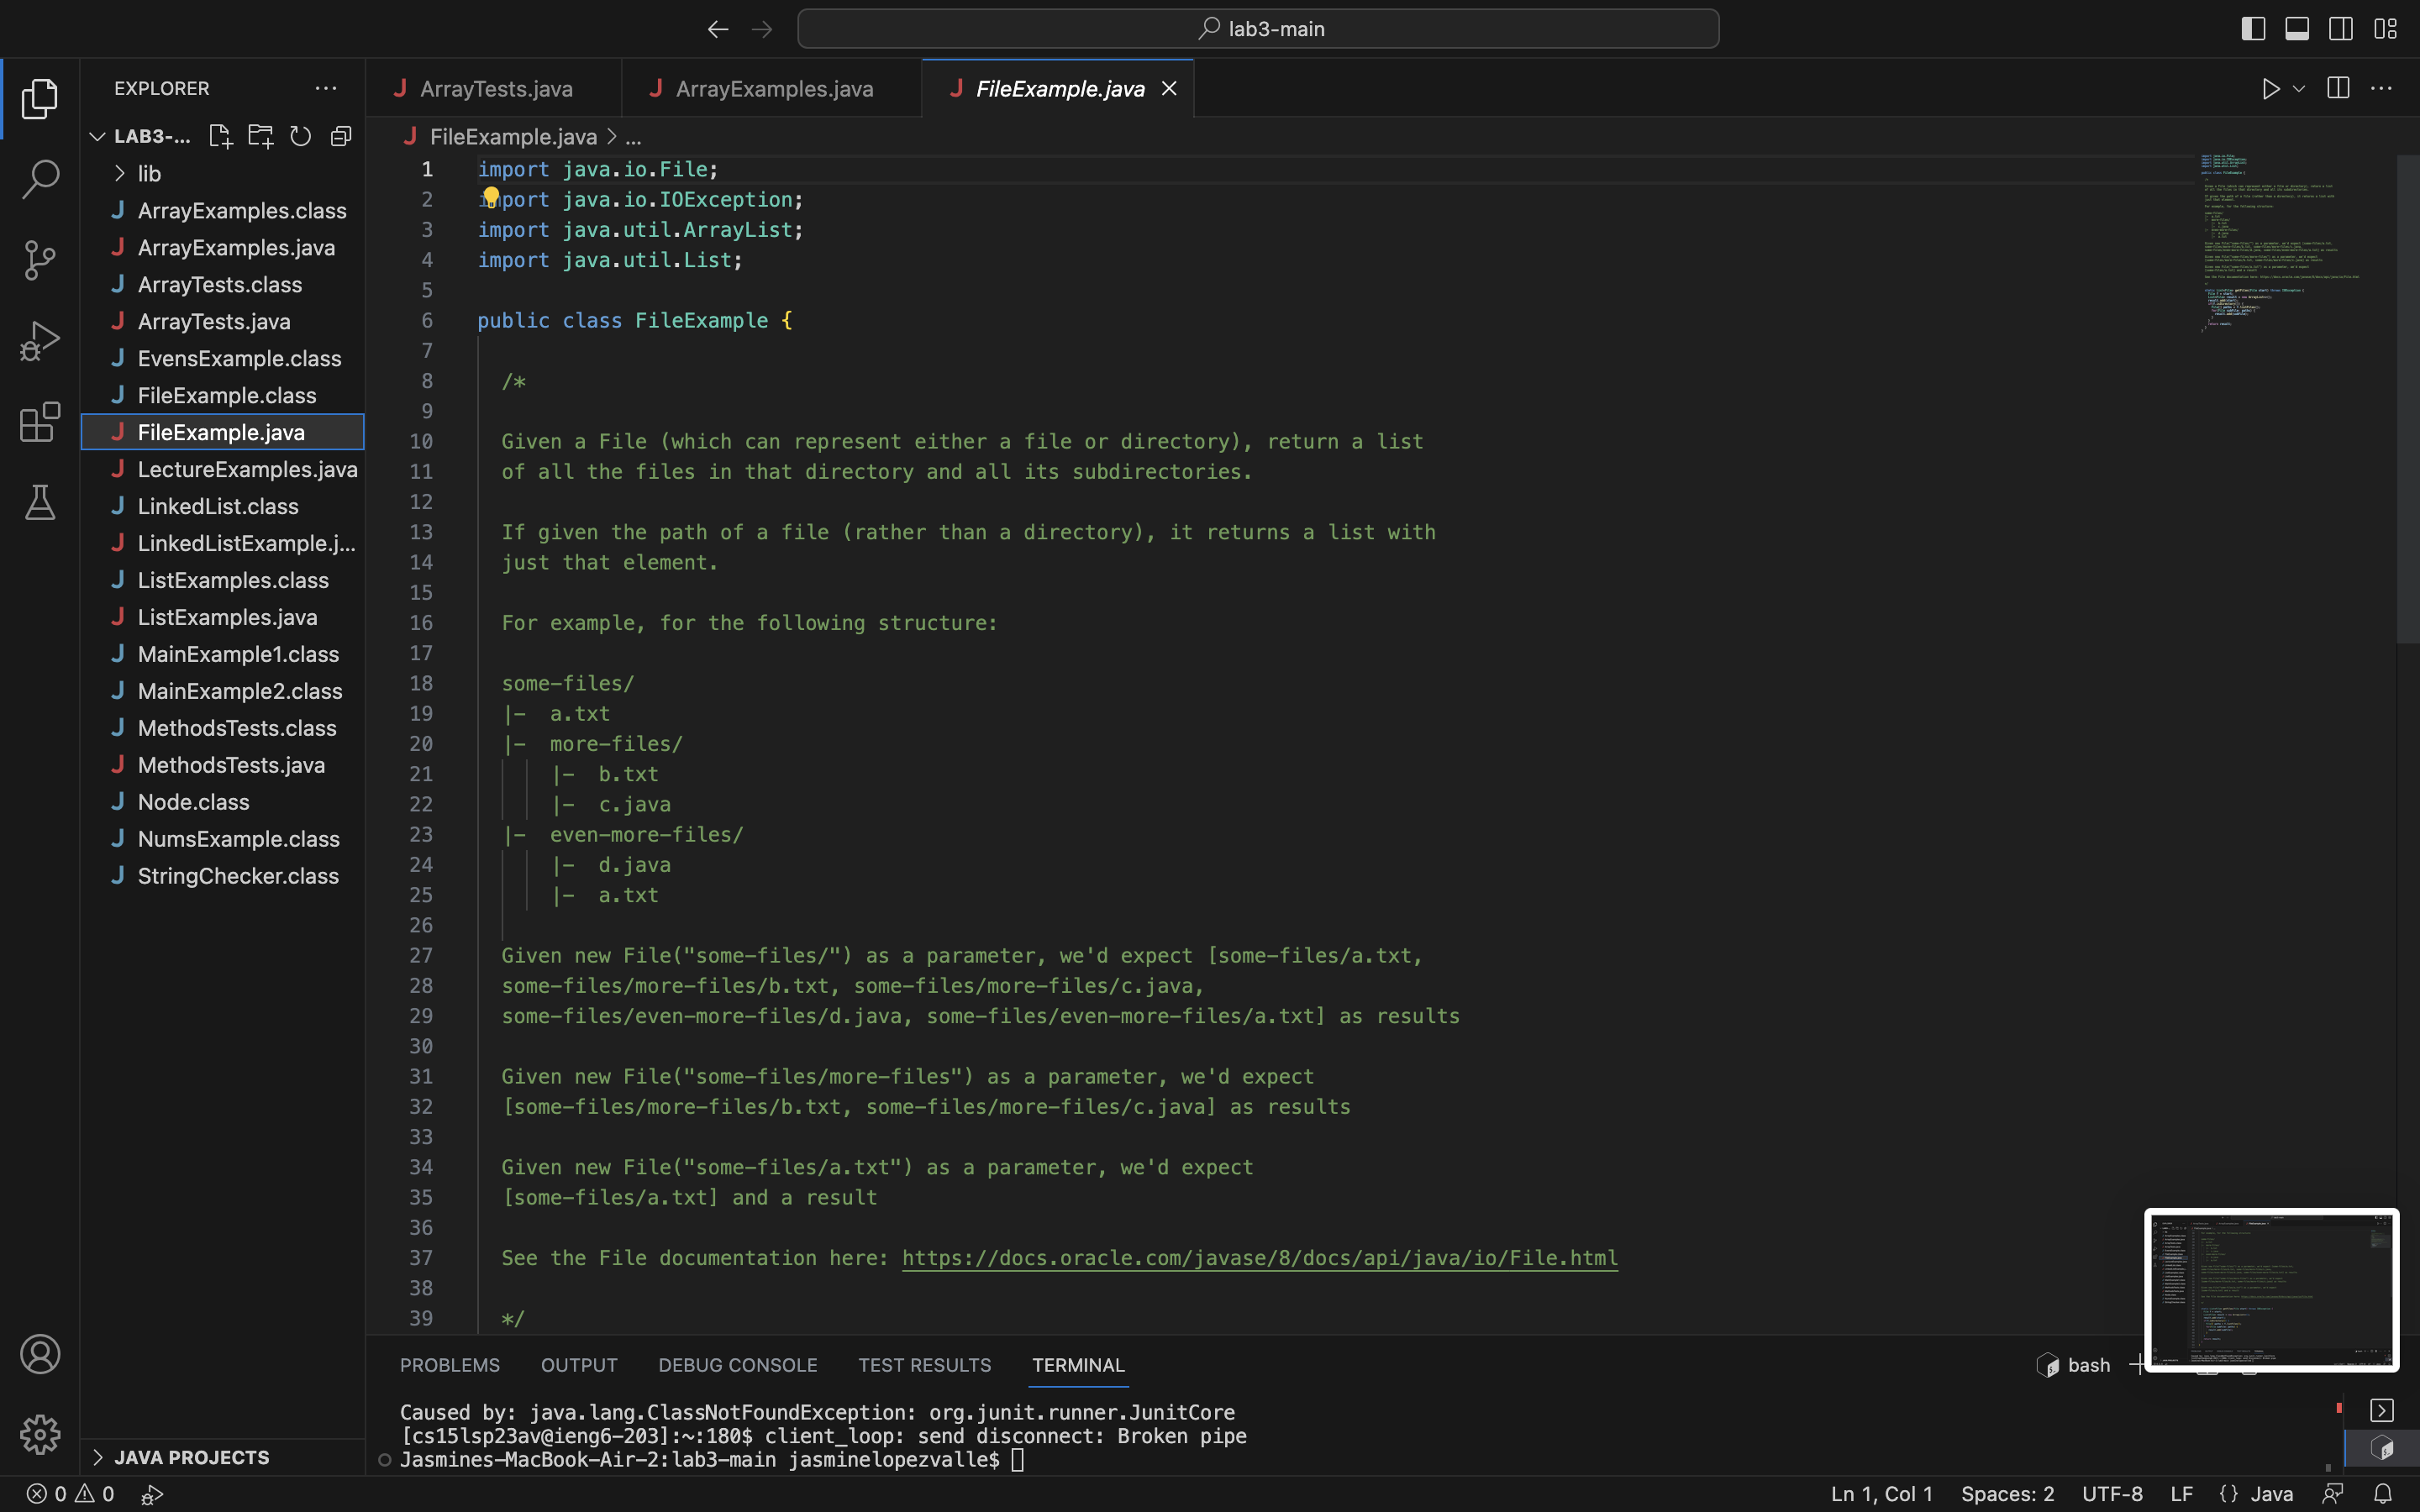 lab3-main
EXPLORER
ArrayTests.java
ArrayExamples.java
FileExample.java
LAB3-...
FileExample.java > ...
lib
ArrayExamples.class
ArrayExamples.java
ArrayTests.class
ArrayTests.java
EvensExample.class
FileExample.class
FileExample.java
LectureExamples.java
LinkedList.class
LinkedListExample.j...
ListExamples.class
ListExamples.java
MainExample1.class
MainExample2.class
MethodsTests.class
MethodsTests.java
Node.class
NumsExample.class
StringChecker.class
JAVA PROJECTS
1 import java.io.File;
2 import java.io.IOException;
3 import java.util.ArrayList;
4 import java.util.List;
5
6 public class FileExample {
7
8 /*
9
10 Given a File (which can represent either a file or directory), return a list
11 of all the files in that directory and all its subdirectories.
12
13 If given the path of a file (rather than a directory), it returns a list with
14 just that element.
15
16 For example, for the following structure:
17
18 some-files/
19 |- a.txt
20 |- more-files/
21 |- b.txt
22 |- c.java
23 |- even-more-files/
24 |- d.java
25 |- a.txt
26
27 Given new File("some-files/") as a parameter, we'd expect [some-files/a.txt,
28 some-files/more-files/b.txt, some-files/more-files/c.java,
29 some-files/even-more-files/d.java, some-files/even-more-files/a.txt] as results
30
31 Given new File("some-files/more-files") as a parameter, we'd expect
32 [some-files/more-files/b.txt, some-files/more-files/c.java] as results
33
34 Given new File("some-files/a.txt") as a parameter, we'd expect
35 [some-files/a.txt] and a result
36
37 See the File documentation here: https://docs.oracle.com/javase/8/docs/api/java/io/File.html
38
39 */
PROBLEMS OUTPUT DEBUG CONSOLE TEST RESULTS TERMINAL
bash
Caused by: java.lang.ClassNotFoundException: org.junit.runner.JunitCore
[cs15lsp23av@ieng6-203]:~:180$ client_loop: send disconnect: Broken pipe
Jasmines-MacBook-Air-2:lab3-main jasminelopezvalle$
0 0
Ln 1, Col 1 Spaces: 2 UTF-8 LF {} Java